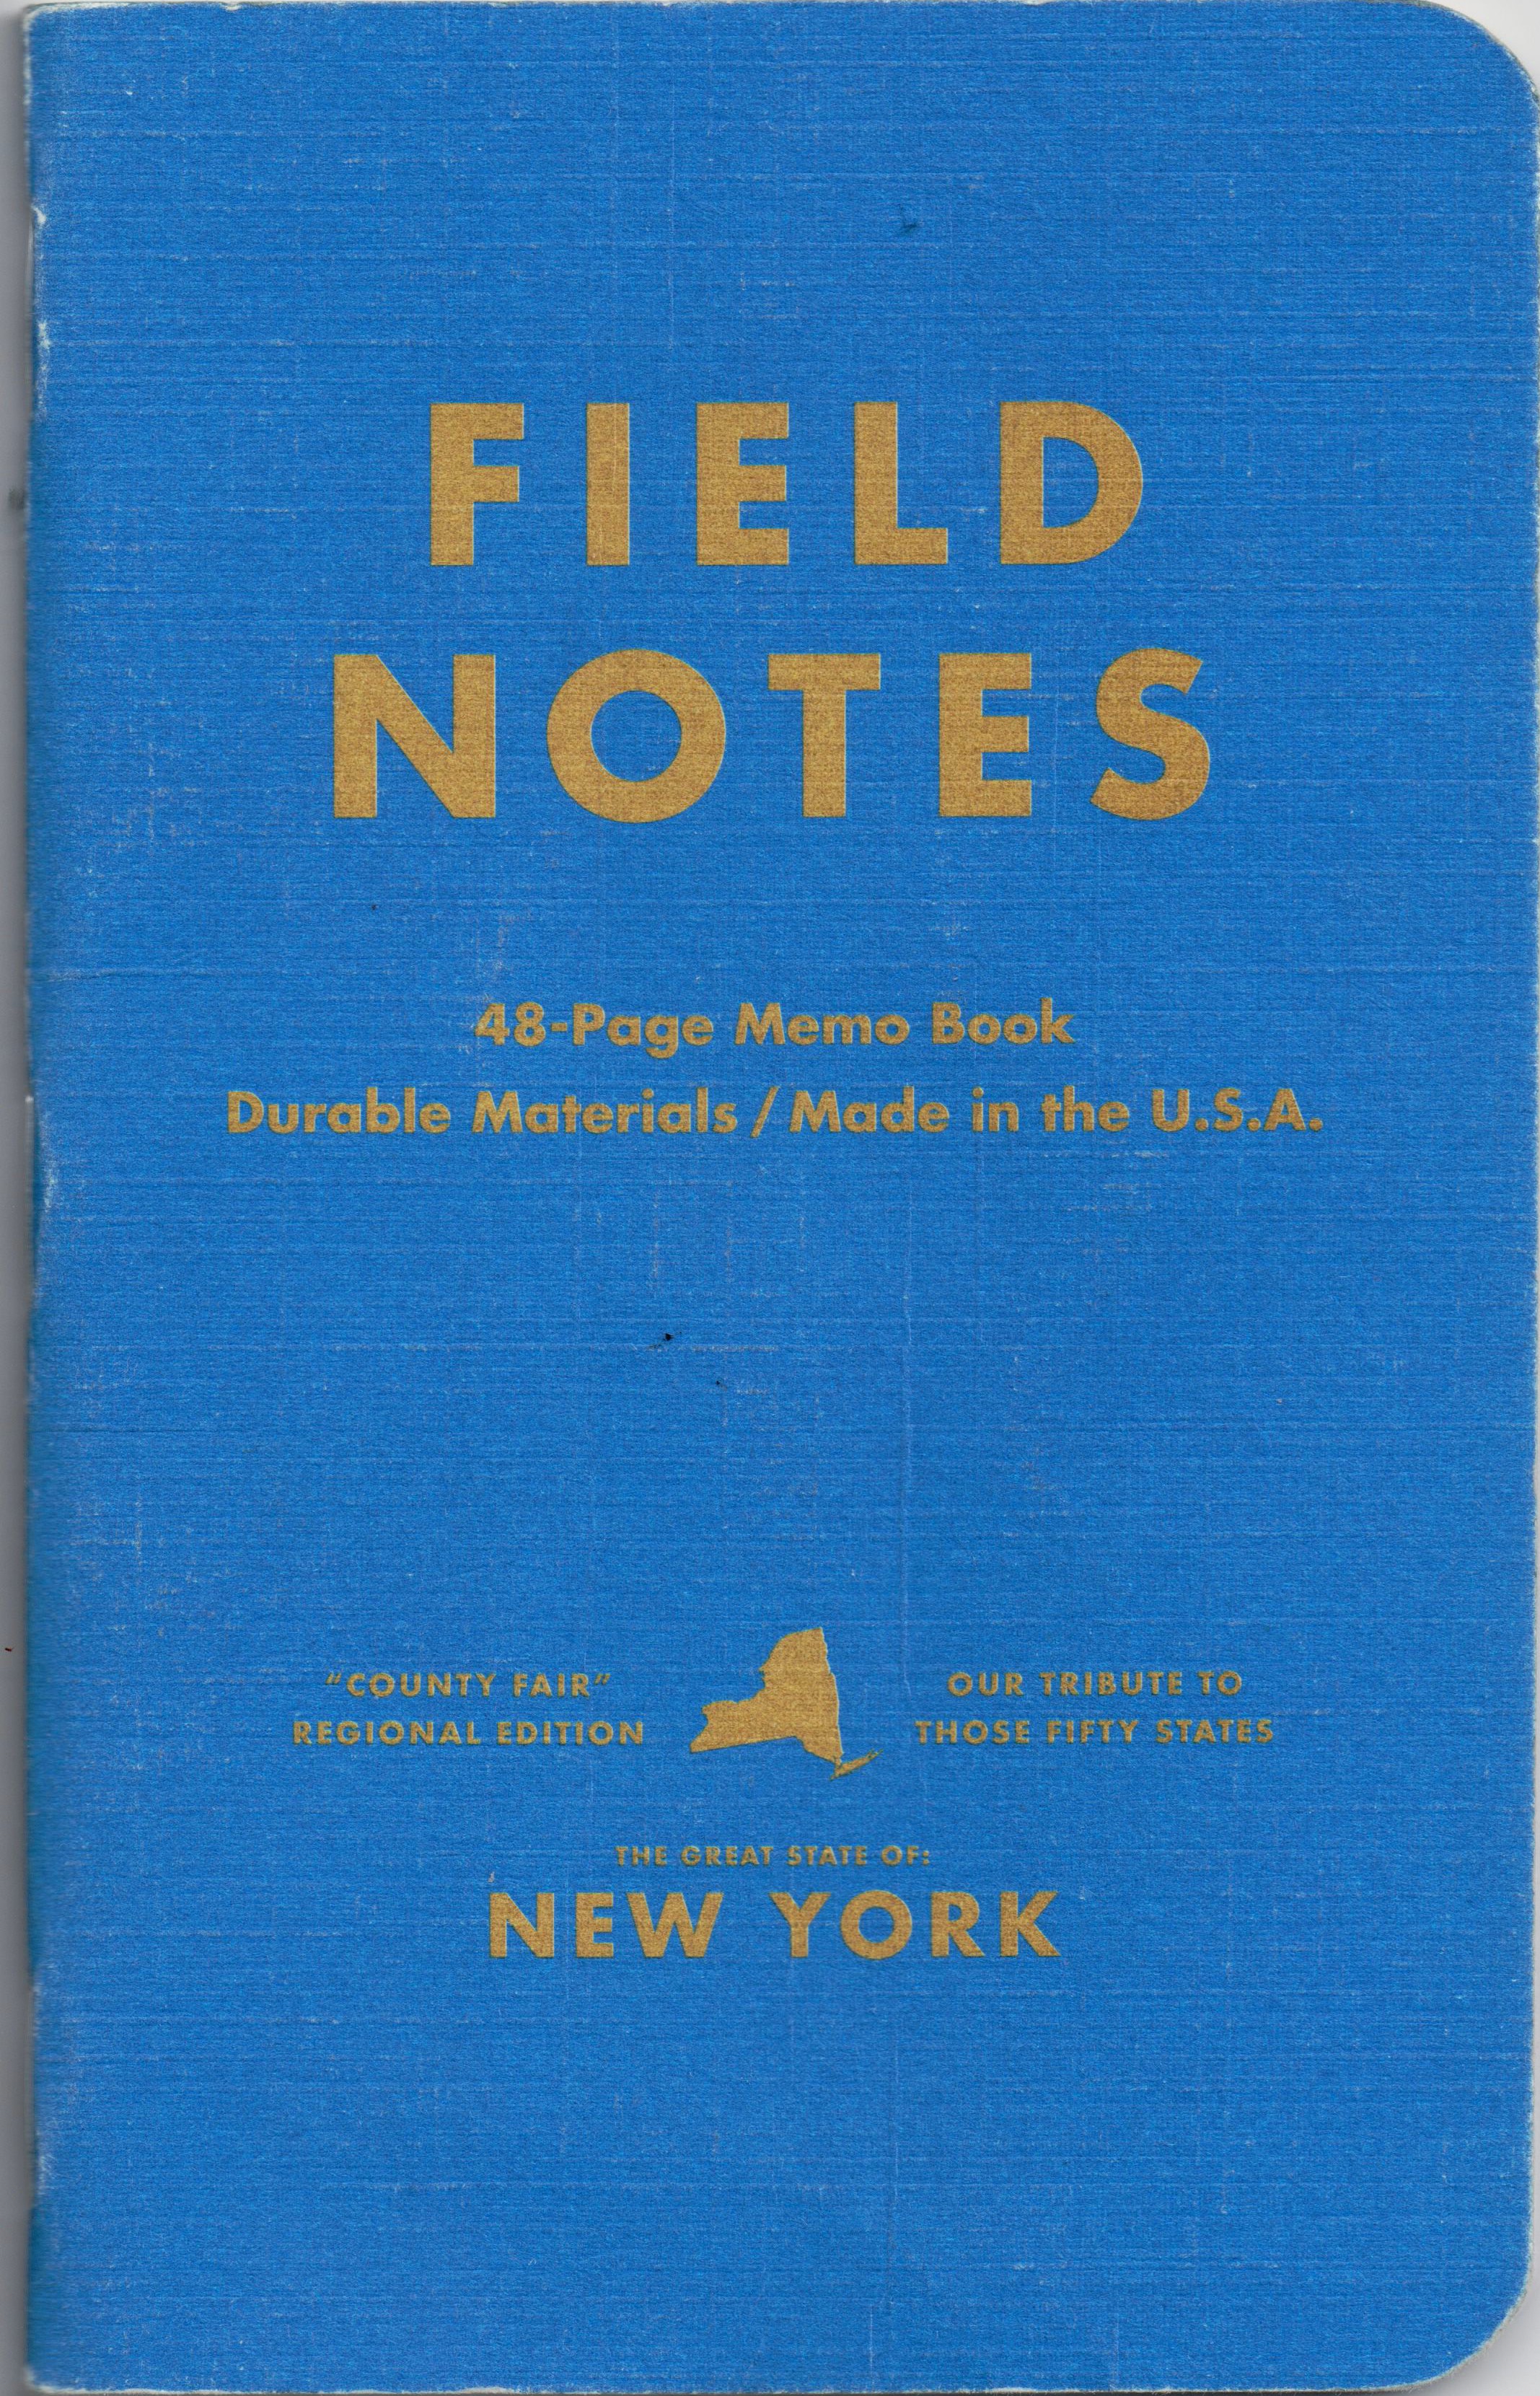 FIELD
NOTES
48-Page Memo Book
Durable Materials / Made in the U.S.A.
"COUNTY FAIR"
REGIONAL EDITION
OUR TRIBUTE TO
THOSE FIFTY STATES
THE GREAT STATE OF:
NEW YORK